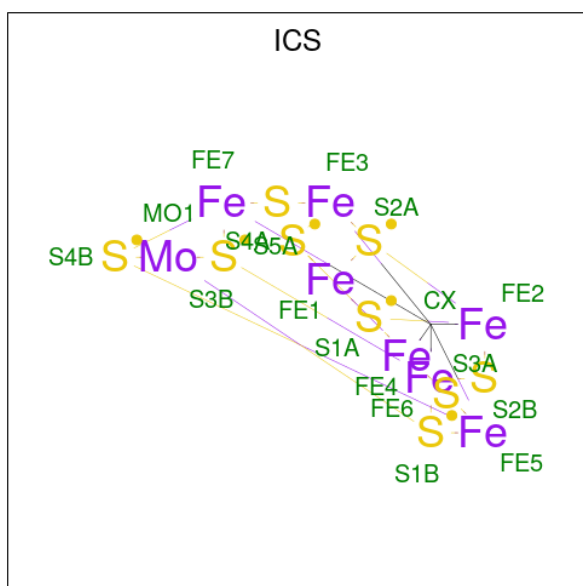 ICS
FE7
FE3
Fe S Fe
MO1
S2A
S4A S5A
S
S
S4B
S Mo S
Fe
S3B
FE1
S
CX
FE2
Fe
S1A
Fe
S3A
FE4
Fe
S
S
FE6
S2B
S
Fe
S1B
FE5